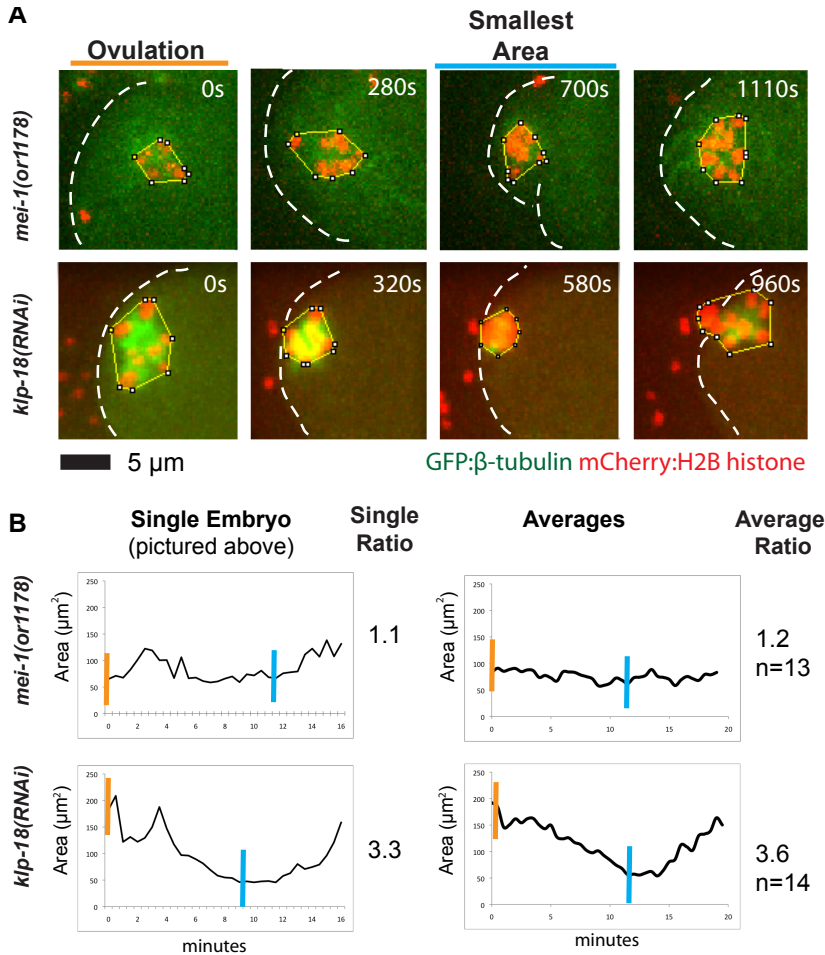 A
Ovulation
Smallest
Area
mei-1(or1178)
0s
280s
700s
1110s
klp-18(RNAi)
0s
320s
580s
960s
5 µm
GFP:β-tubulin mCherry:H2B histone
B
Single Embryo
(pictured above)
Single
Ratio
Averages
Average
Ratio
mei-1(or1178)
Area (µm²)
250
200
150
100
50
0
0 2 4 6 8 10 12 14 16
1.1
Area (µm²)
250
200
150
100
50
0
0 5 10 15 20
1.2
n=13
klp-18(RNAi)
Area (µm²)
250
200
150
100
50
0
0 2 4 6 8 10 12 14 16
minutes
3.3
Area (µm²)
250
200
150
100
50
0
0 5 10 15 20
minutes
3.6
n=14